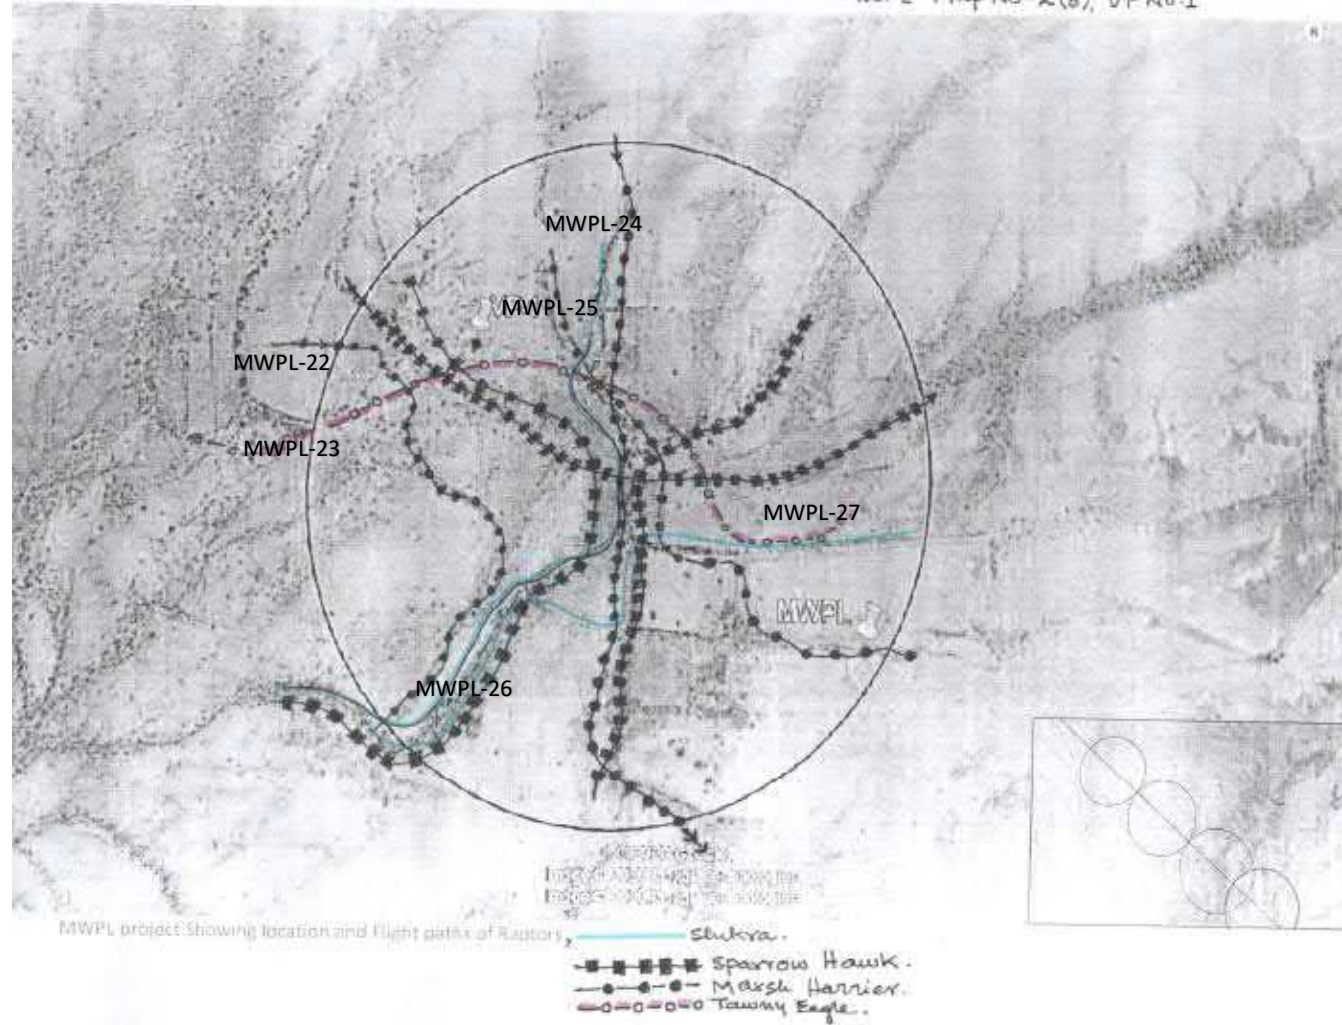 MWPL-24
MWPL-25
MWPL-22
MWPL-23
MWPL-27
MWPL
MWPL-26
MWPL project Showing location and Flight paths of Raptors,
Shikra.
Sparrow Hawk.
Marsh Harrier.
Tawny Eagle.